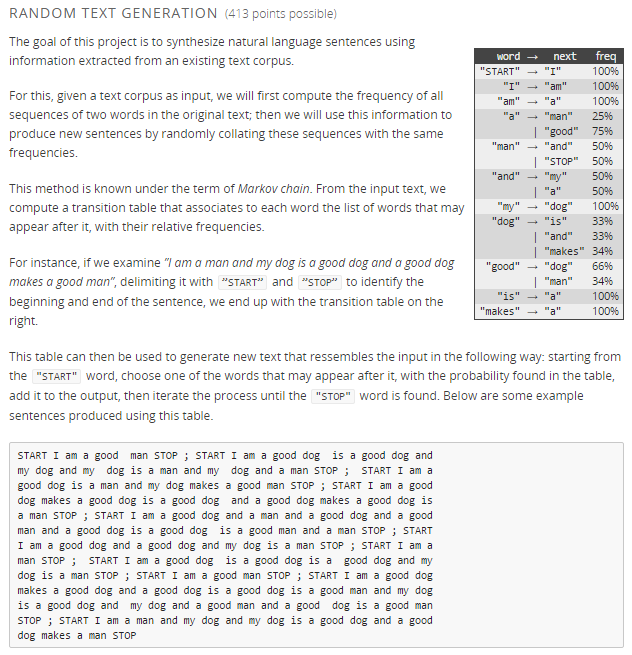 RANDOM TEXT GENERATION (413 points possible)
The goal of this project is to synthesize natural language sentences using
information extracted from an existing text corpus.
For this, given a text corpus as input, we will first compute the frequency of all
sequences of two words in the original text; then we will use this information to
produce new sentences by randomly collating these sequences with the same
frequencies.
This method is known under the term of Markov chain. From the input text, we
compute a transition table that associates to each word the list of words that may
appear after it, with their relative frequencies.
For instance, if we examine "I am a man and my dog is a good dog and a good dog
makes a good man", delimiting it with "START" and "STOP" to identify the
beginning and end of the sentence, we end up with the transition table on the
right.
word → next freq
"START" → "I" 100%
"I" → "am" 100%
"am" → "a" 100%
"a" → "man" 25%
| "good" 75%
"man" → "and" 50%
| "STOP" 50%
"and" → "my" 50%
| "a" 50%
"my" → "dog" 100%
"dog" → "is" 33%
| "and" 33%
| "makes" 34%
"good" → "dog" 66%
| "man" 34%
"is" → "a" 100%
"makes" → "a" 100%
This table can then be used to generate new text that ressembles the input in the following way: starting from
the "START" word, choose one of the words that may appear after it, with the probability found in the table,
add it to the output, then iterate the process until the "STOP" word is found. Below are some example
sentences produced using this table.
START I am a good  man STOP ; START I am a good dog  is a good dog and
my dog and my  dog is a man and my  dog and a man STOP ;  START I am a
good dog is a man and my dog makes a good man STOP ; START I am a good
dog makes a good dog is a good dog  and a good dog makes a good dog is
a man STOP ; START I am a good dog and a man and a good dog and a good
man and a good dog is a good dog  is a good man and a man STOP ; START
I am a good dog and a good dog and my dog is a man STOP ; START I am a
man STOP ;  START I am a good dog  is a good dog is a  good dog and my
dog is a man STOP ; START I am a good man STOP ; START I am a good dog
makes a good dog and a good dog is a good dog is a good man and my dog
is a good dog and  my dog and a good man and a good  dog is a good man
STOP ; START I am a man and my dog and my dog is a good dog and a good
dog makes a man STOP